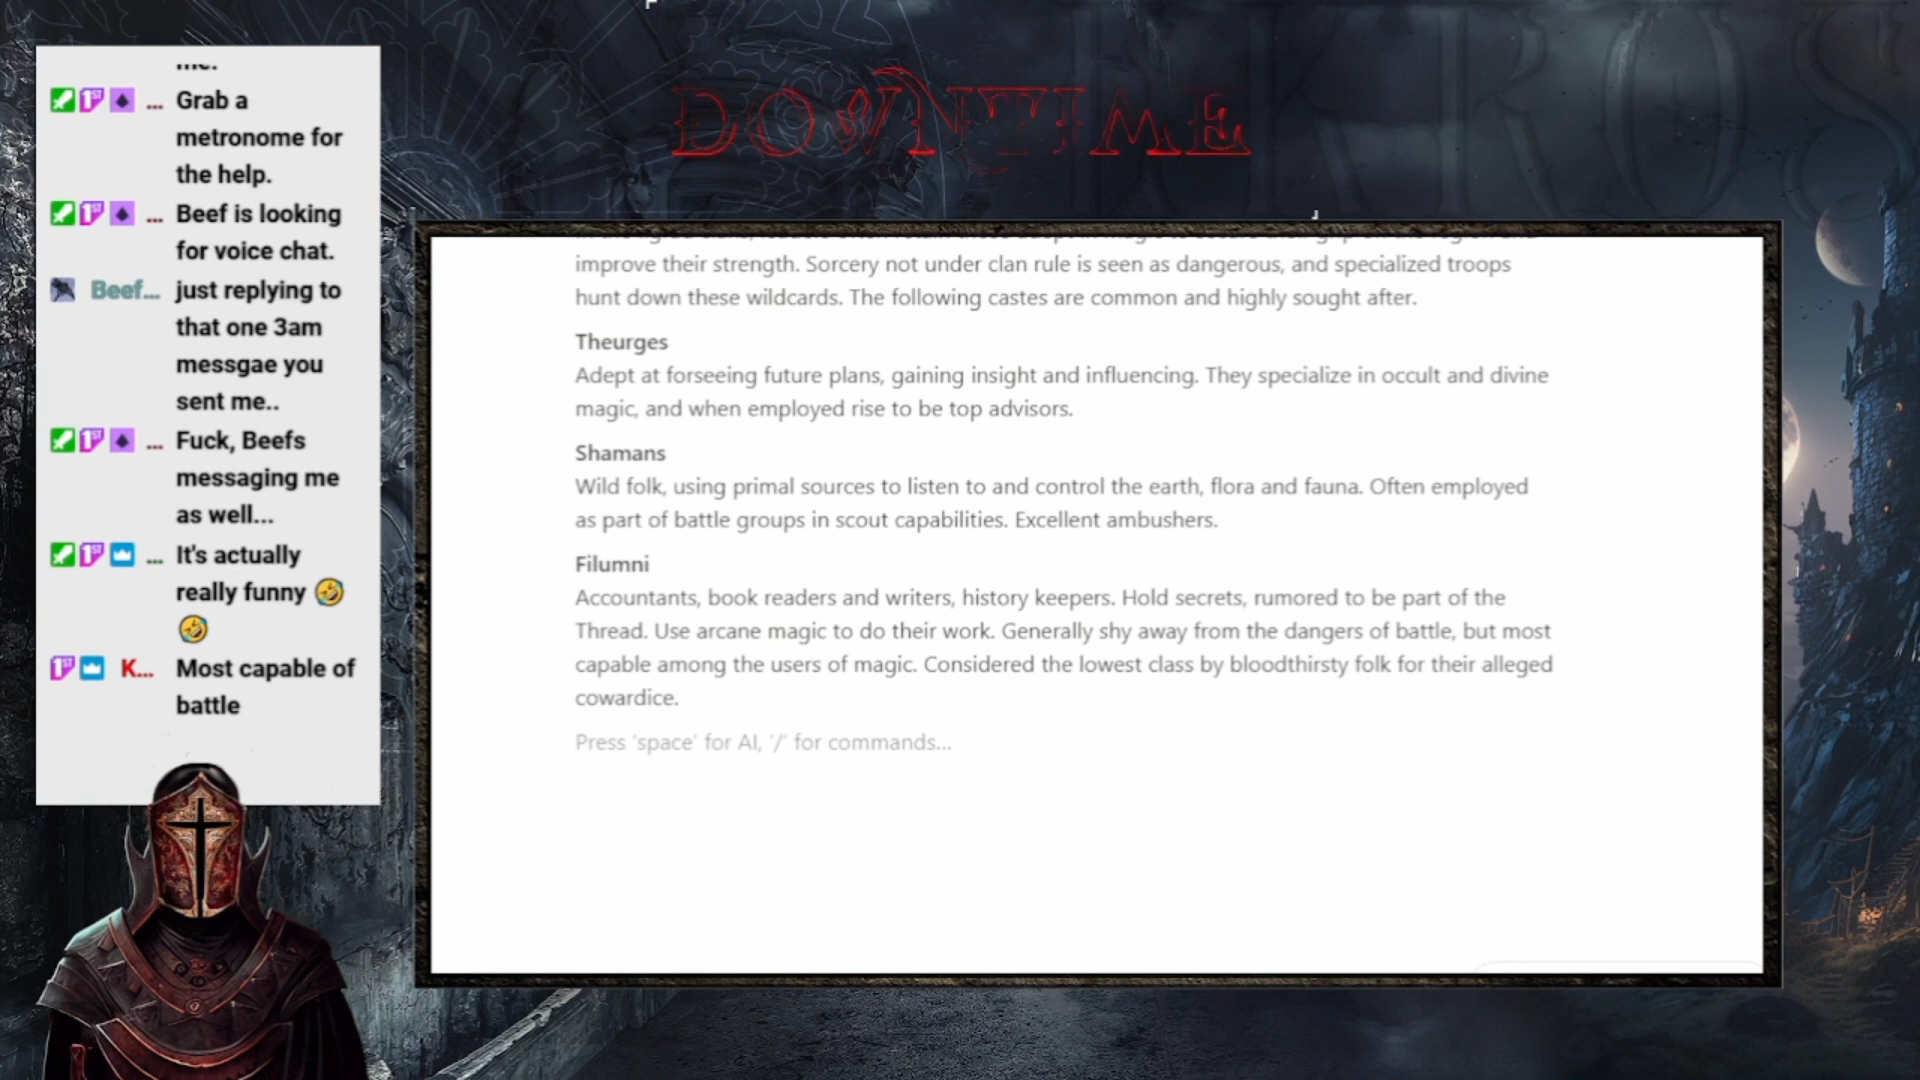 DOWNTIME
me.
... Grab a
metronome for
the help.
... Beef is looking
for voice chat.
Beef... just replying to
that one 3am
messgae you
sent me..
... Fuck, Beefs
messaging me
as well...
... It's actually
really funny 🤣
🤣
K... Most capable of
battle
improve their strength. Sorcery not under clan rule is seen as dangerous, and specialized troops
hunt down these wildcards. The following castes are common and highly sought after.
Theurges
Adept at forseeing future plans, gaining insight and influencing. They specialize in occult and divine
magic, and when employed rise to be top advisors.
Shamans
Wild folk, using primal sources to listen to and control the earth, flora and fauna. Often employed
as part of battle groups in scout capabilities. Excellent ambushers.
Filumni
Accountants, book readers and writers, history keepers. Hold secrets, rumored to be part of the
Thread. Use arcane magic to do their work. Generally shy away from the dangers of battle, but most
capable among the users of magic. Considered the lowest class by bloodthirsty folk for their alleged
cowardice.
Press 'space' for AI, '/' for commands...